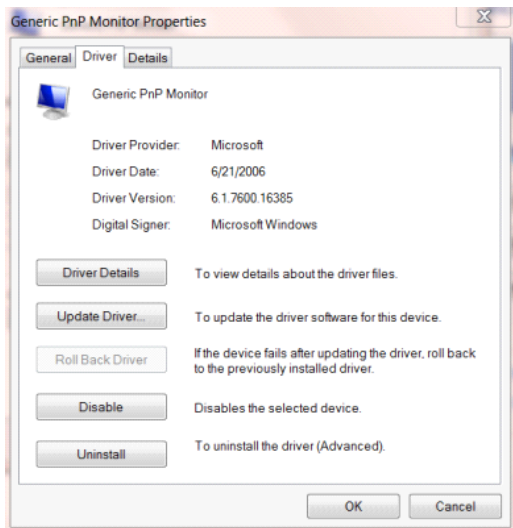 Generic PnP Monitor Properties
General Driver Details
Generic PnP Monitor
Driver Provider: Microsoft
Driver Date: 6/21/2006
Driver Version: 6.1.7600.16385
Digital Signer: Microsoft Windows
Driver Details To view details about the driver files.
Update Driver... To update the driver software for this device.
Roll Back Driver If the device fails after updating the driver, roll back
to the previously installed driver.
Disable Disables the selected device.
Uninstall To uninstall the driver (Advanced).
OK Cancel